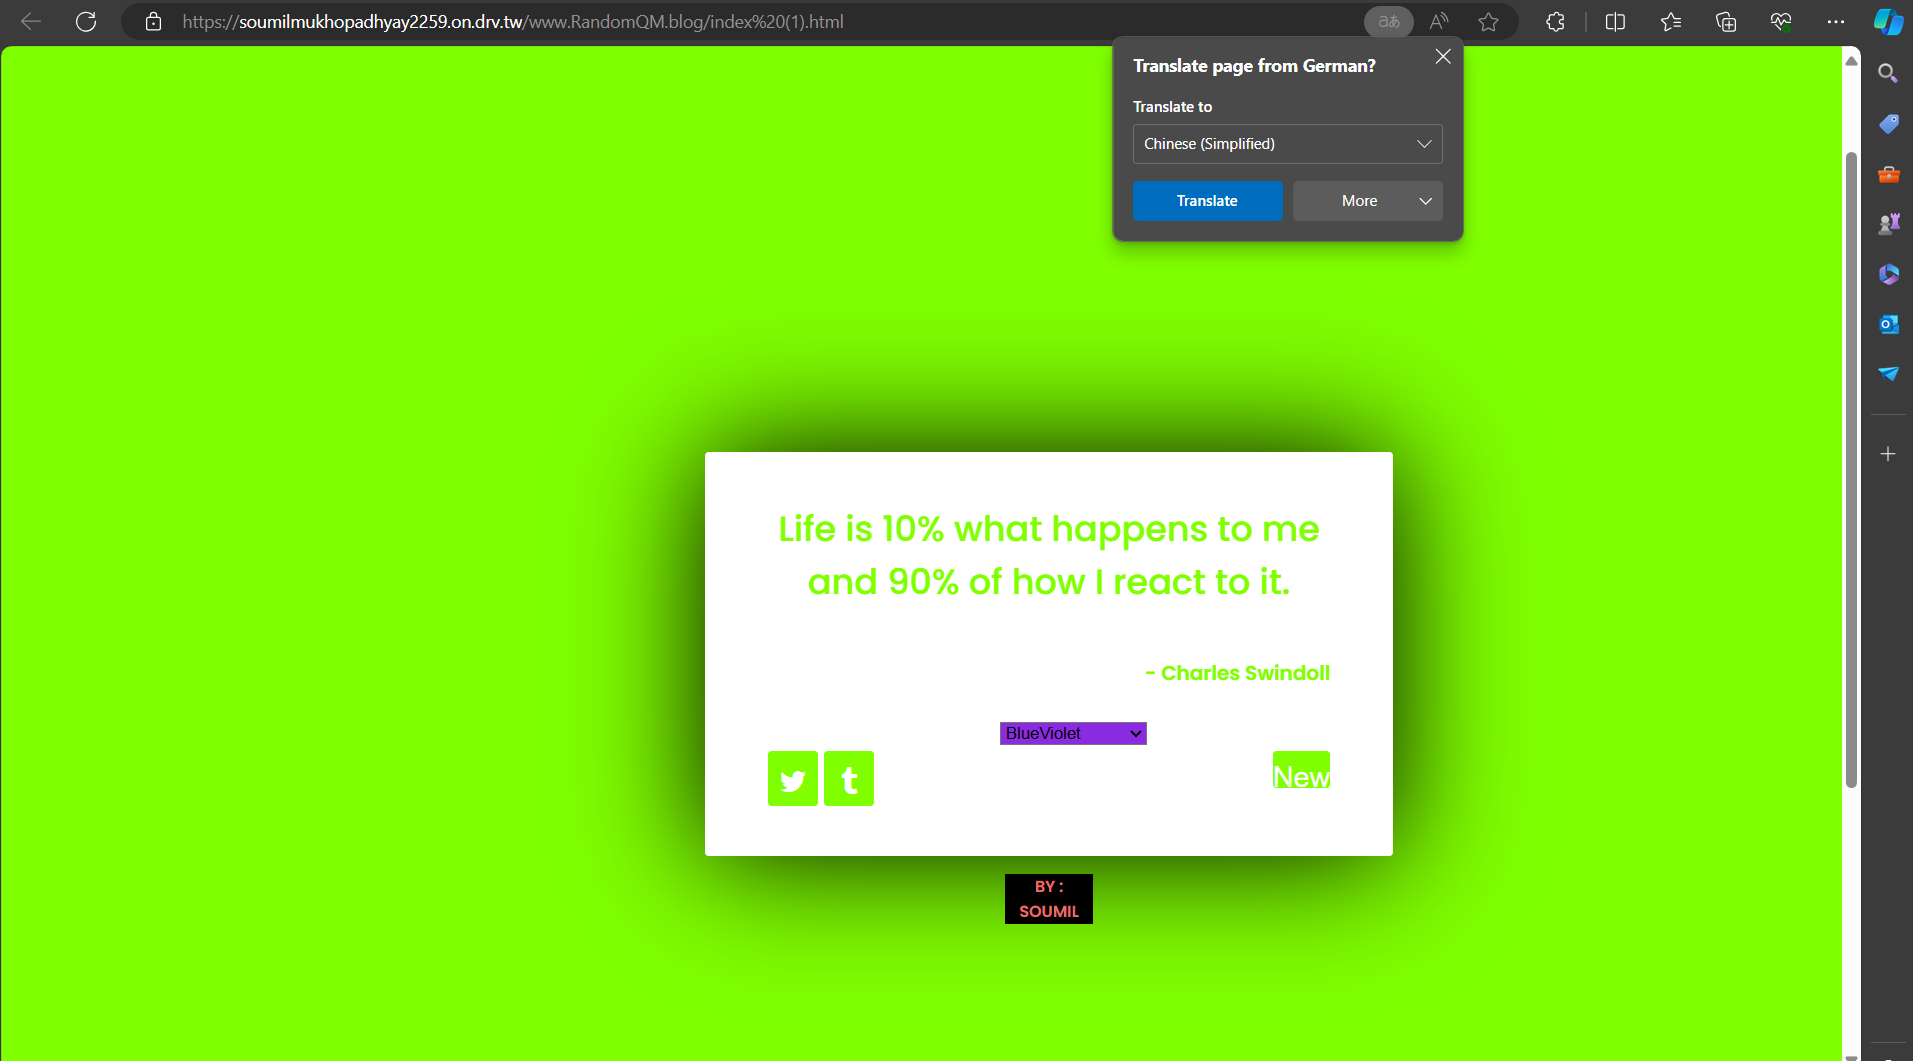 https://soumilmukhopadhyay2259.on.drv.tw/www.RandomQM.blog/index%20(1).html
aあ
A
Translate page from German?
Translate to
Chinese (Simplified)
Translate
More
Life is 10% what happens to me
and 90% of how I react to it.
- Charles Swindoll
BlueViolet
t
New
BY :
SOUMIL